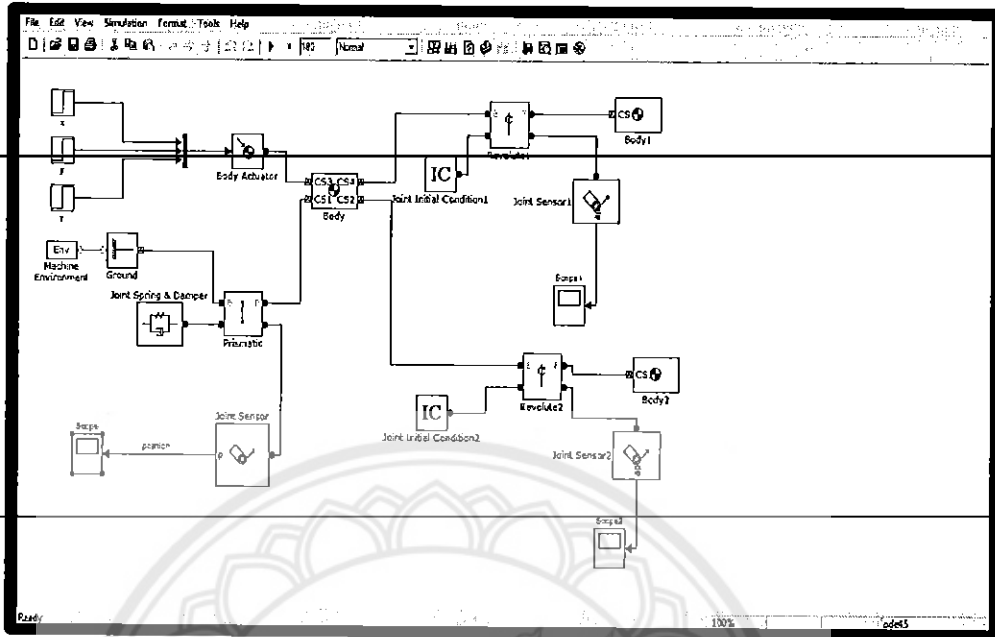 File Edit View Simulation Format Tools Help
Normal
x
CS
Body1
y
Body Actuator
Revolute1
IC
Joint Initial Condition1
Joint Sensor1
CS3 CS4
CS1 CS2
Body
Env
Machine
Environment
Ground
Joint Spring & Damper
B F
Prismatic
Scope1
B F
Revolute2
CS
Body2
IC
Joint Initial Condition2
Joint Sensor
Joint Sensor2
Scope
position
p
Scope2
Ready
100%
ode45